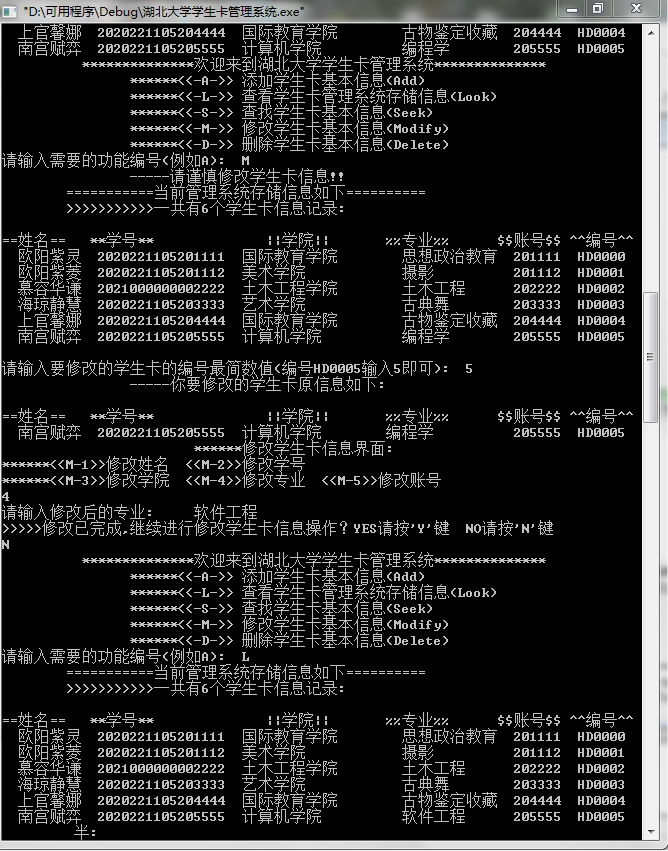 "D:\可用程序\Debug\湖北大学学生卡管理系统.exe"
上官馨娜 2020221105204444 国际教育学院 古物鉴定收藏 204444 HD0004
南宫赋弈 2020221105205555 计算机学院 编程学 205555 HD0005
**************欢迎来到湖北大学学生卡管理系统**************
******<<-A->> 添加学生卡基本信息(Add)
******<<-L->> 查看学生卡管理系统存储信息(Look)
******<<-S->> 查找学生卡基本信息(Seek)
******<<-M->> 修改学生卡基本信息(Modify)
******<<-D->> 删除学生卡基本信息(Delete)
请输入需要的功能编号(例如A): M
-----请谨慎修改学生卡信息!!
===========当前管理系统存储信息如下==========
>>>>>>>>>>>一共有6个学生卡信息记录:
==姓名== **学号** ||学院|| %%专业%% $$账号$$ ^^编号^^
欧阳紫灵 2020221105201111 国际教育学院 思想政治教育 201111 HD0000
欧阳紫菱 2020221105201112 美术学院 摄影 201112 HD0001
慕容华谦 2021000000002222 土木工程学院 土木工程 202222 HD0002
海琼静慧 2020221105203333 艺术学院 古典舞 203333 HD0003
上官馨娜 2020221105204444 国际教育学院 古物鉴定收藏 204444 HD0004
南宫赋弈 2020221105205555 计算机学院 编程学 205555 HD0005
请输入要修改的学生卡的编号最简数值(编号HD0005输入5即可): 5
-----你要修改的学生卡原信息如下:
==姓名== **学号** ||学院|| %%专业%% $$账号$$ ^^编号^^
南宫赋弈 2020221105205555 计算机学院 编程学 205555 HD0005
******修改学生卡信息界面:
******<<M-1>>修改姓名 <<M-2>>修改学号
******<<M-3>>修改学院 <<M-4>>修改专业 <<M-5>>修改账号
4
请输入修改后的专业: 软件工程
>>>>>修改已完成,继续进行修改学生卡信息操作？YES请按'Y'键 NO请按'N'键
N
**************欢迎来到湖北大学学生卡管理系统**************
******<<-A->> 添加学生卡基本信息(Add)
******<<-L->> 查看学生卡管理系统存储信息(Look)
******<<-S->> 查找学生卡基本信息(Seek)
******<<-M->> 修改学生卡基本信息(Modify)
******<<-D->> 删除学生卡基本信息(Delete)
请输入需要的功能编号(例如A): L
===========当前管理系统存储信息如下==========
>>>>>>>>>>>一共有6个学生卡信息记录:
==姓名== **学号** ||学院|| %%专业%% $$账号$$ ^^编号^^
欧阳紫灵 2020221105201111 国际教育学院 思想政治教育 201111 HD0000
欧阳紫菱 2020221105201112 美术学院 摄影 201112 HD0001
慕容华谦 2021000000002222 土木工程学院 土木工程 202222 HD0002
海琼静慧 2020221105203333 艺术学院 古典舞 203333 HD0003
上官馨娜 2020221105204444 国际教育学院 古物鉴定收藏 204444 HD0004
南宫赋弈 2020221105205555 计算机学院 软件工程 205555 HD0005
半: